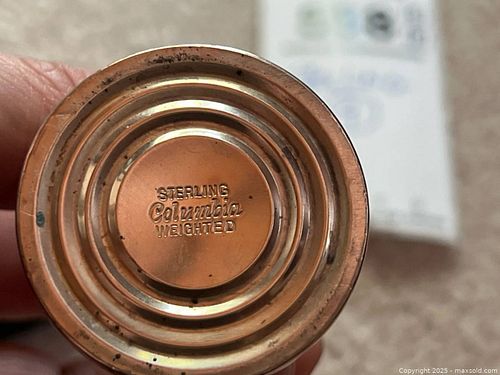 STERLING
Columbia
WEIGHTED
Copyright 2025 - maxsold.com